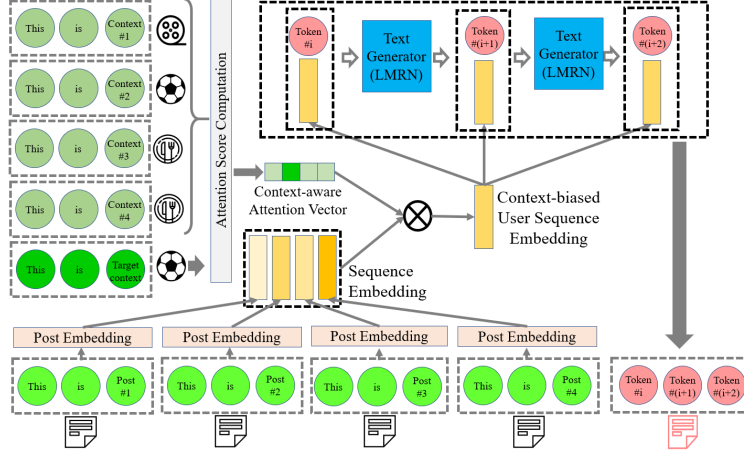 This
is
Context
#1
This
is
Context
#2
This
is
Context
#3
This
is
Context
#4
This
is
Target
context
Attention Score Computation
Token
#i
Text
Generator
(LMRN)
Token
#(i+1)
Text
Generator
(LMRN)
Token
#(i+2)
Context-aware
Attention Vector
Context-biased
User Sequence
Embedding
Sequence
Embedding
Post Embedding
Post Embedding
Post Embedding
Post Embedding
This
is
Post
#1
This
is
Post
#2
This
is
Post
#3
This
is
Post
#4
Token
#i
Token
#(i+1)
Token
#(i+2)